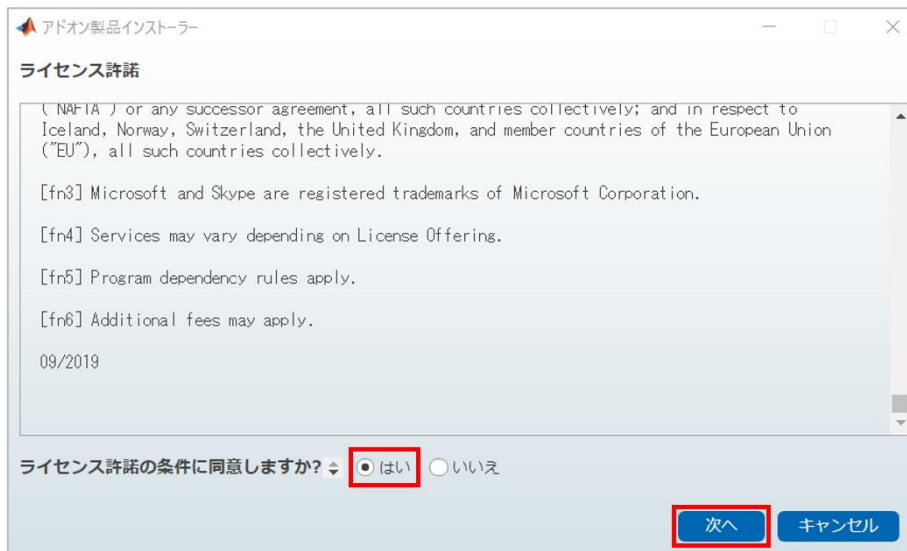 アドオン製品インストーラー
ライセンス許諾
("NAFTA") or any successor agreement, all such countries collectively; and in respect to
Iceland, Norway, Switzerland, the United Kingdom, and member countries of the European Union
("EU"), all such countries collectively.
[fn3] Microsoft and Skype are registered trademarks of Microsoft Corporation.
[fn4] Services may vary depending on License Offering.
[fn5] Program dependency rules apply.
[fn6] Additional fees may apply.
09/2019
ライセンス許諾の条件に同意しますか? はい いいえ
次へ キャンセル